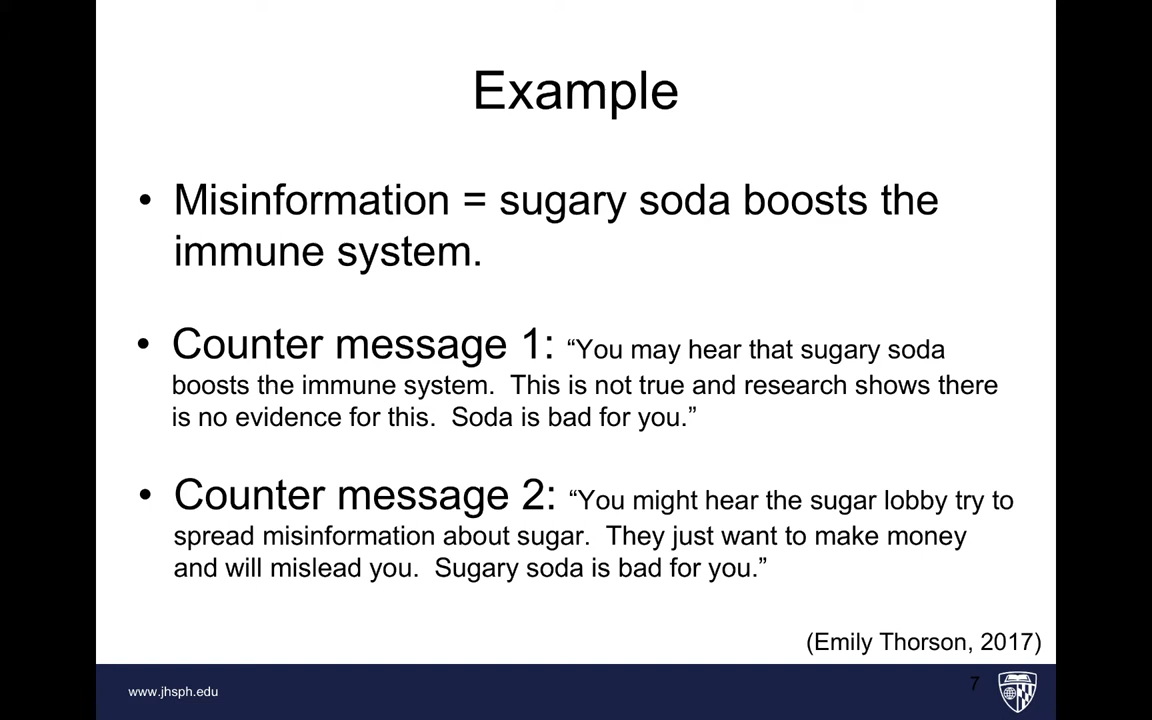 Example
• Misinformation = sugary soda boosts the
immune system.
• Counter message 1: “You may hear that sugary soda
boosts the immune system.  This is not true and research shows there
is no evidence for this.  Soda is bad for you.”
• Counter message 2: “You might hear the sugar lobby try to
spread misinformation about sugar.  They just want to make money
and will mislead you.  Sugary soda is bad for you.”
(Emily Thorson, 2017)
www.jhsph.edu
7